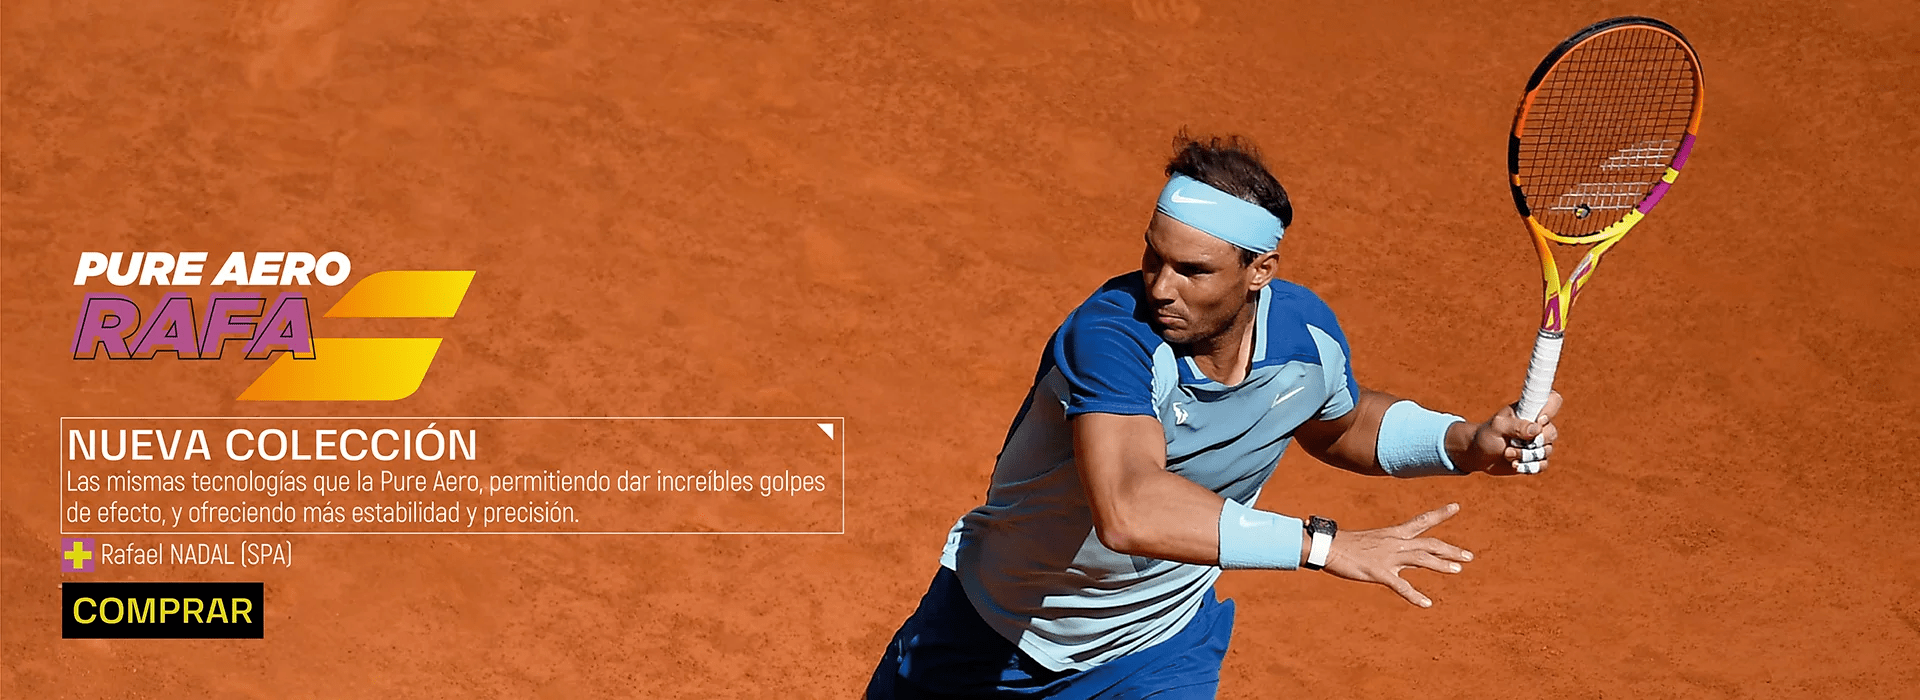 PURE AERO
RAFA
NUEVA COLECCIÓN
Las mismas tecnologías que la Pure Aero, permitiendo dar increíbles golpes
de efecto, y ofreciendo más estabilidad y precisión.
Rafael NADAL (SPA)
COMPRAR